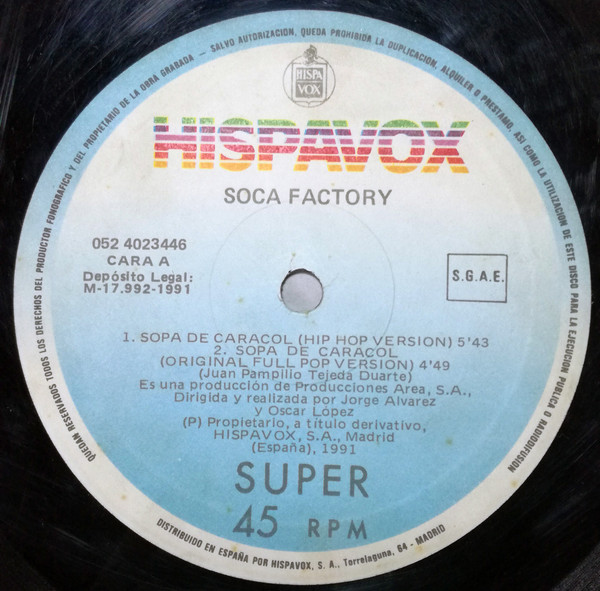 QUEDAN RESERVADOS TODOS LOS DERECHOS DEL PRODUCTOR FONOGRAFICO Y DEL PROPIETARIO DE LA OBRA GRABADA - SALVO AUTORIZACION, QUEDA PROHIBIDA LA DUPLICACION, ALQUILER O PRESTAMO, ASI COMO LA UTILIZACION DE ESTE DISCO PARA LA EJECUCION PUBLICA O RADIODIFUSION
HISPA
VOX
HISPAVOX
SOCA FACTORY
052 4023446
CARA A
Depósito Legal:
M-17.992-1991
S.G.A.E.
1. SOPA DE CARACOL (HIP HOP VERSION) 5'43
2. SOPA DE CARACOL
(ORIGINAL FULL POP VERSION) 4'49
(Juan Pampilio Tejeda Duarte)
Es una producción de Producciones Area, S.A.,
Dirigida y realizada por Jorge Alvarez
y Oscar López
(P) Propietario, a título derivativo,
HISPAVOX, S.A., Madrid
(España), 1991
SUPER
45 RPM
DISTRIBUIDO EN ESPAÑA POR HISPAVOX, S. A., Torrelaguna, 64 - MADRID